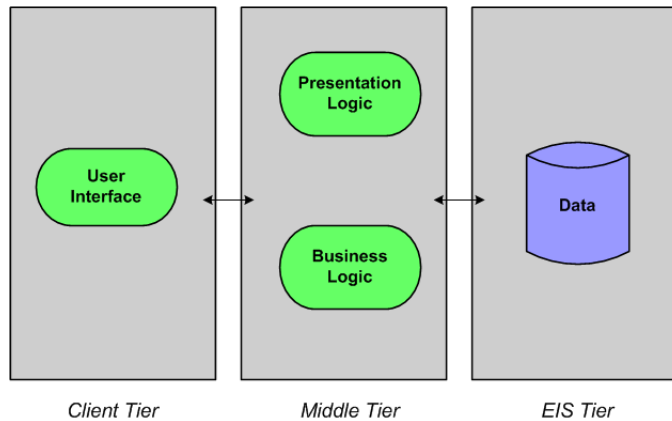 User
Interface
Presentation
Logic
Business
Logic
Data
Client Tier
Middle Tier
EIS Tier